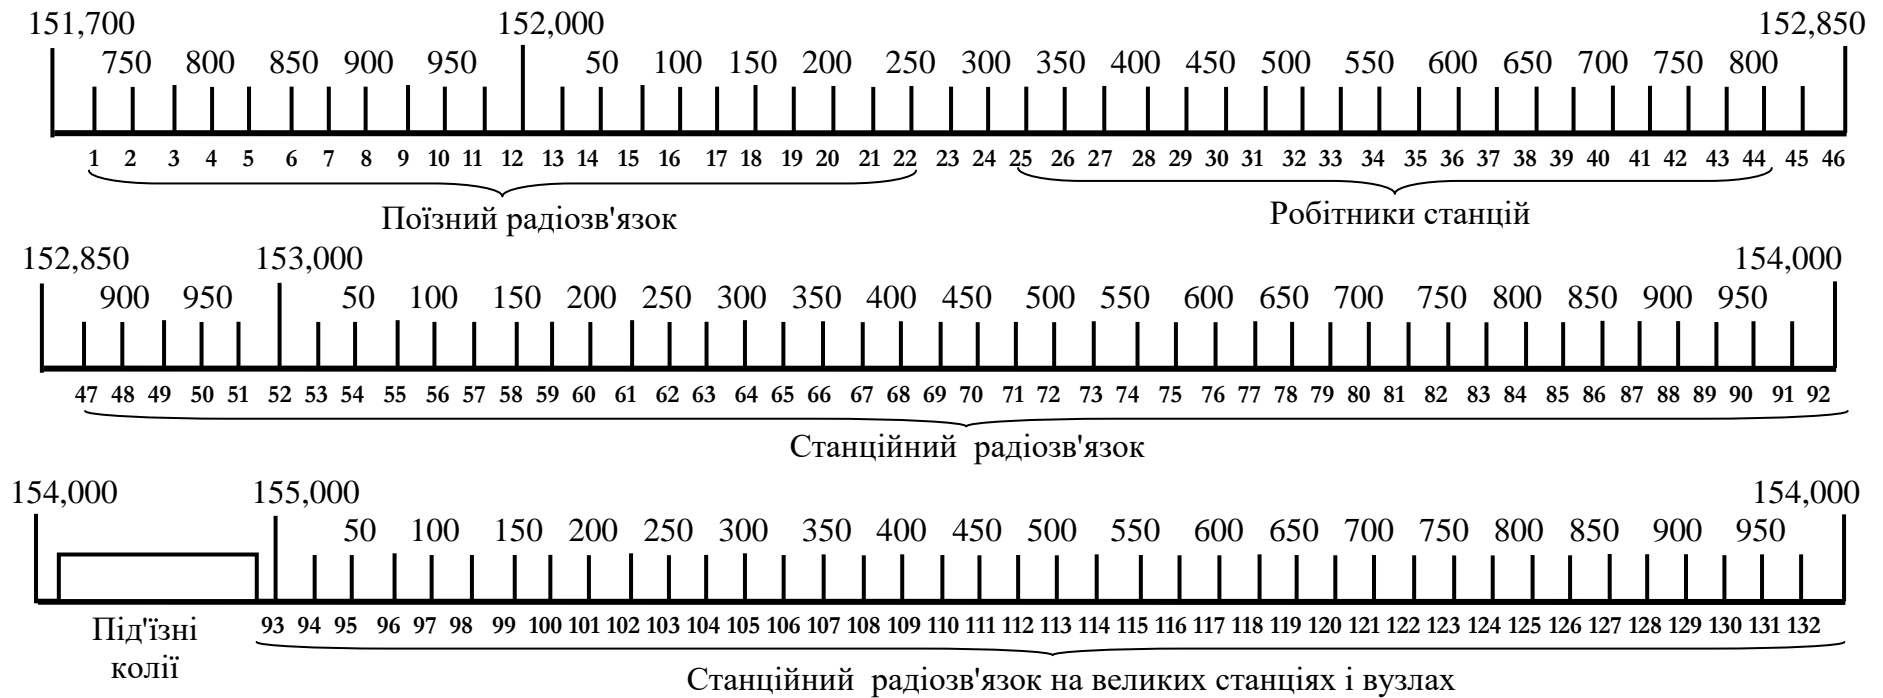 151,700 152,000 152,850
750 800 850 900 950 50 100 150 200 250 300 350 400 450 500 550 600 650 700 750 800
1 2 3 4 5 6 7 8 9 10 11 12 13 14 15 16 17 18 19 20 21 22 23 24 25 26 27 28 29 30 31 32 33 34 35 36 37 38 39 40 41 42 43 44 45 46
Поїзний радіозв'язок Робітники станцій
152,850 153,000 154,000
900 950 50 100 150 200 250 300 350 400 450 500 550 600 650 700 750 800 850 900 950
47 48 49 50 51 52 53 54 55 56 57 58 59 60 61 62 63 64 65 66 67 68 69 70 71 72 73 74 75 76 77 78 79 80 81 82 83 84 85 86 87 88 89 90 91 92
Станційний радіозв'язок
154,000 155,000 154,000
50 100 150 200 250 300 350 400 450 500 550 600 650 700 750 800 850 900 950
93 94 95 96 97 98 99 100 101 102 103 104 105 106 107 108 109 110 111 112 113 114 115 116 117 118 119 120 121 122 123 124 125 126 127 128 129 130 131 132
Під'їзні
колії
Станційний радіозв'язок на великих станціях і вузлах